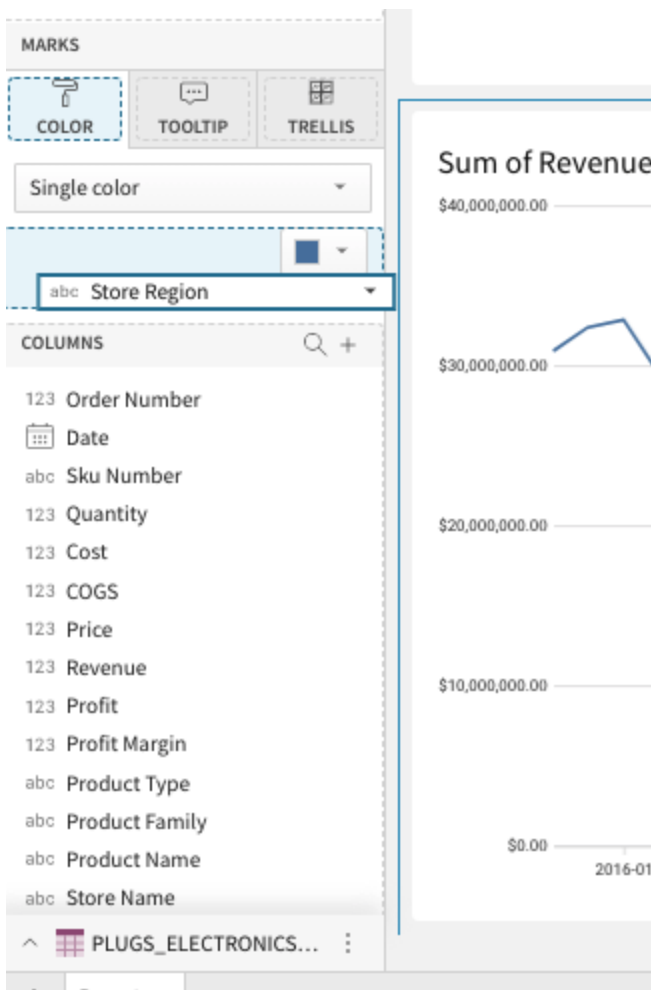 MARKS
COLOR TOOLTIP TRELLIS
Single color
abc Store Region
COLUMNS
123 Order Number
Date
abc Sku Number
123 Quantity
123 Cost
123 COGS
123 Price
123 Revenue
123 Profit
123 Profit Margin
abc Product Type
abc Product Family
abc Product Name
abc Store Name
PLUGS_ELECTRONICS...
Sum of Revenue
$40,000,000.00
$30,000,000.00
$20,000,000.00
$10,000,000.00
$0.00
2016-01